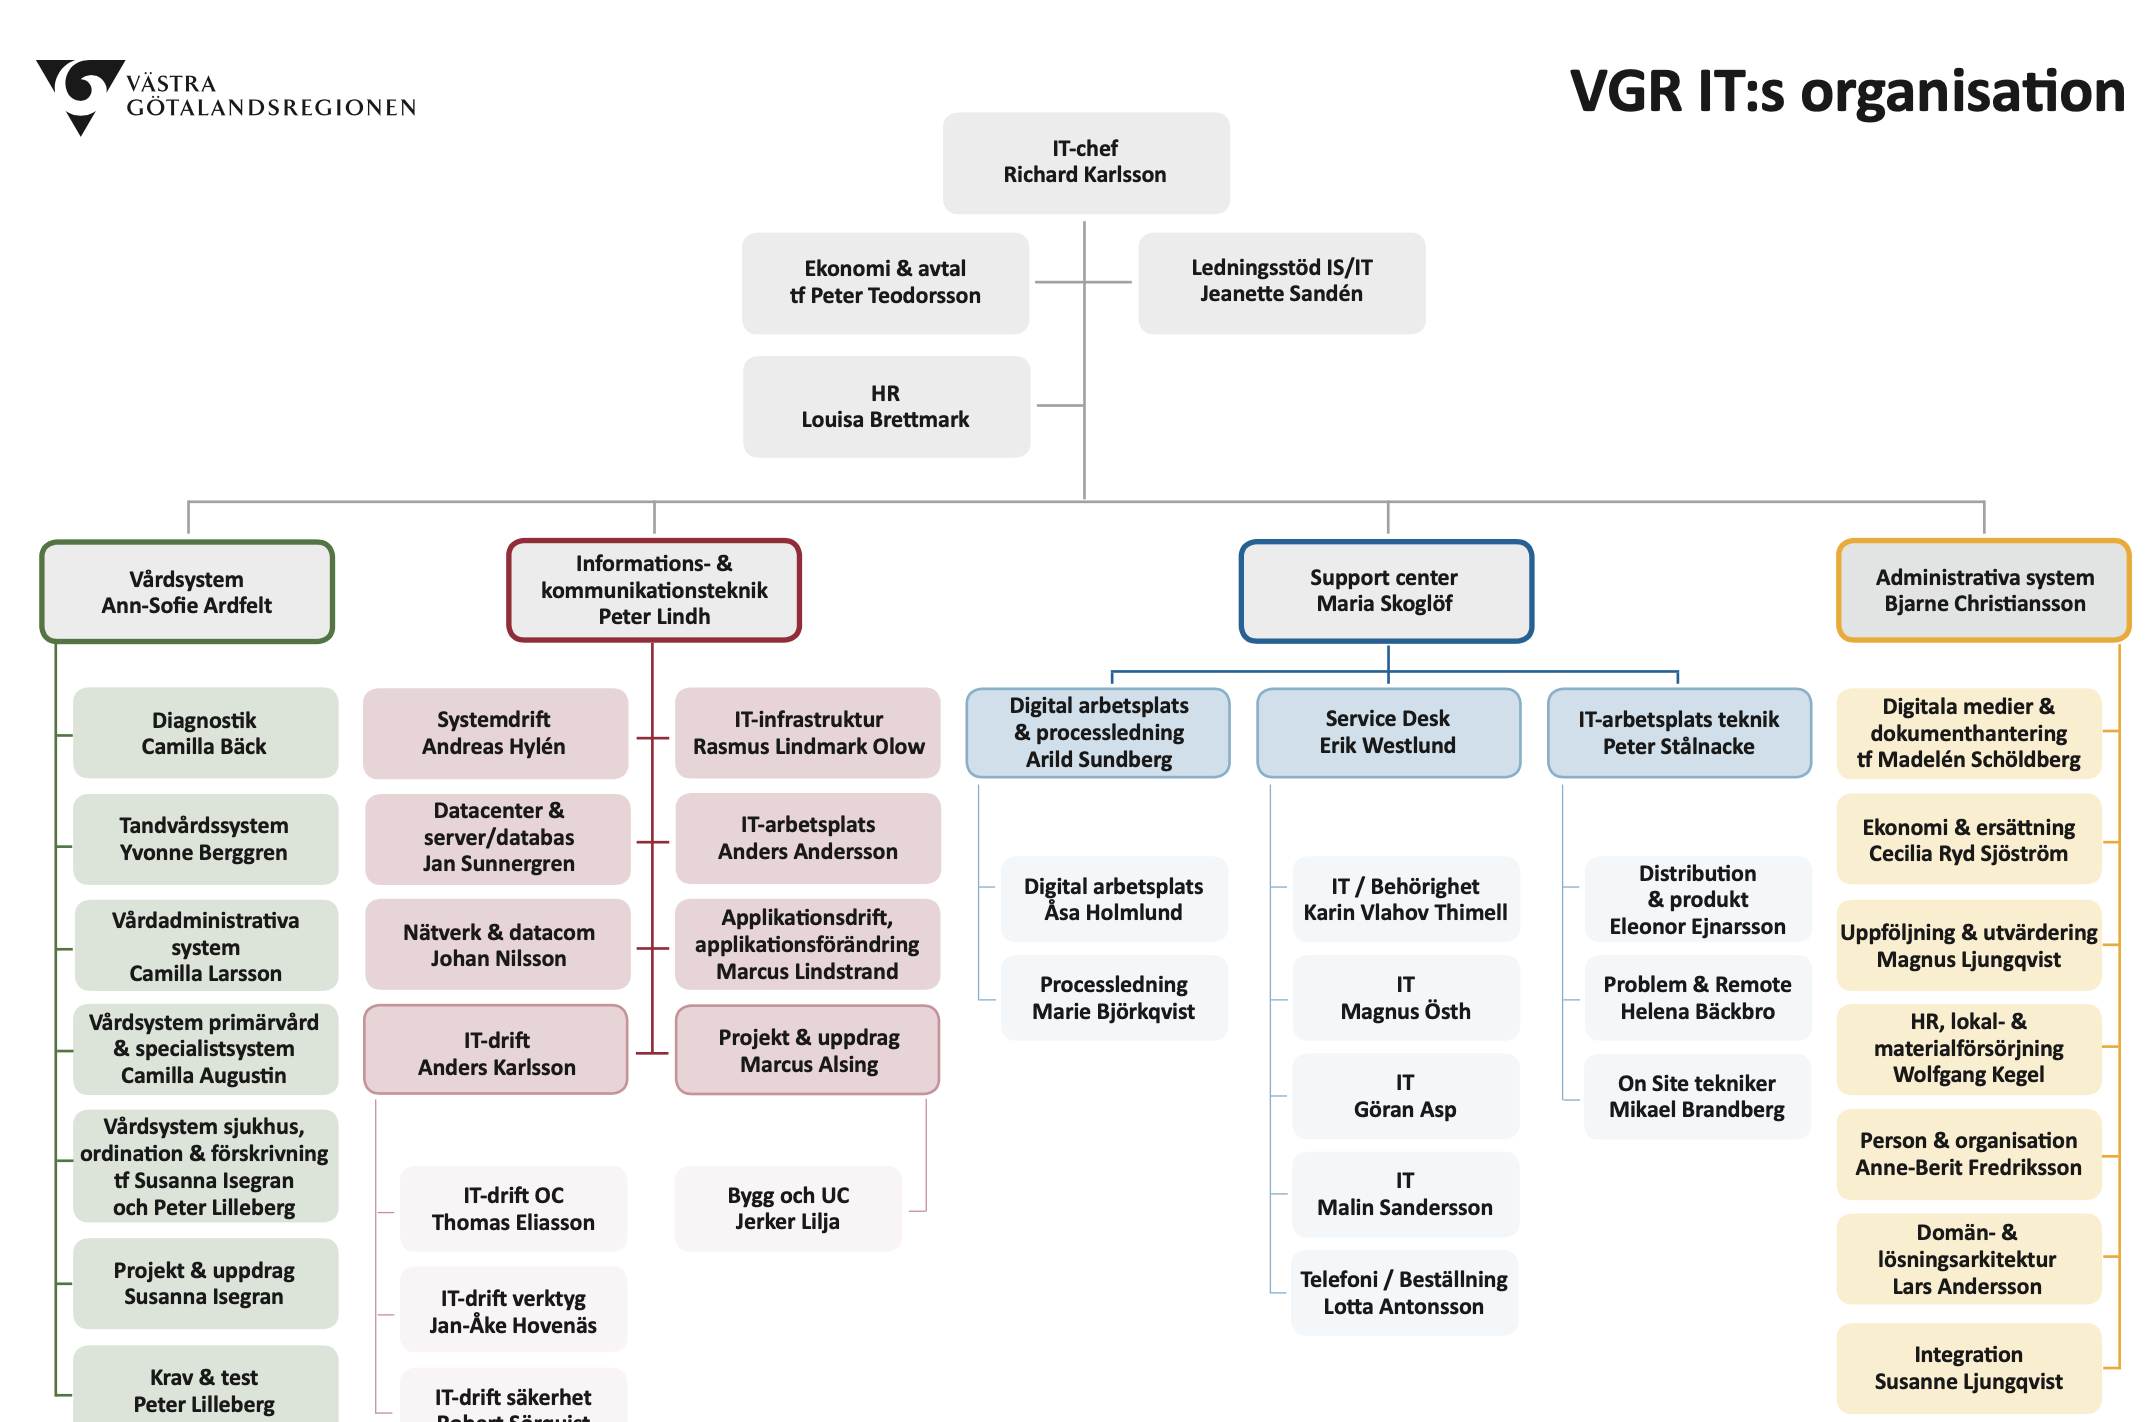 VÄSTRA
GÖTALANDSREGIONEN
VGR IT:s organisation
IT-chef
Richard Karlsson
Ekonomi & avtal
tf Peter Teodorsson
Ledningsstöd IS/IT
Jeanette Sandén
HR
Louisa Brettmark
Vårdsystem
Ann-Sofie Ardfelt
Informations- &
kommunikationsteknik
Peter Lindh
Support center
Maria Skoglöf
Administrativa system
Bjarne Christiansson
Diagnostik
Camilla Bäck
Tandvårdssystem
Yvonne Berggren
Vårdadministrativa
system
Camilla Larsson
Vårdsystem primärvård
& specialistsystem
Camilla Augustin
Vårdsystem sjukhus,
ordination & förskrivning
tf Susanna Isegran
och Peter Lilleberg
Projekt & uppdrag
Susanna Isegran
Krav & test
Peter Lilleberg
Systemdrift
Andreas Hylén
Datacenter &
server/databas
Jan Sunnergren
Nätverk & datacom
Johan Nilsson
IT-drift
Anders Karlsson
IT-drift OC
Thomas Eliasson
IT-drift verktyg
Jan-Åke Hovenäs
IT-drift säkerhet
Robert Sörquist
IT-infrastruktur
Rasmus Lindmark Olow
IT-arbetsplats
Anders Andersson
Applikationsdrift,
applikationsförändring
Marcus Lindstrand
Projekt & uppdrag
Marcus Alsing
Bygg och UC
Jerker Lilja
Digital arbetsplats
& processledning
Arild Sundberg
Digital arbetsplats
Åsa Holmlund
Processledning
Marie Björkqvist
Service Desk
Erik Westlund
IT / Behörighet
Karin Vlahov Thimell
IT
Magnus Östh
IT
Göran Asp
IT
Malin Sandersson
Telefoni / Beställning
Lotta Antonsson
IT-arbetsplats teknik
Peter Stålnacke
Distribution
& produkt
Eleonor Ejnarsson
Problem & Remote
Helena Bäckbro
On Site tekniker
Mikael Brandberg
Digitala medier &
dokumenthantering
tf Madelén Schöldberg
Ekonomi & ersättning
Cecilia Ryd Sjöström
Uppföljning & utvärdering
Magnus Ljungqvist
HR, lokal- &
materialförsörjning
Wolfgang Kegel
Person & organisation
Anne-Berit Fredriksson
Domän- &
lösningsarkitektur
Lars Andersson
Integration
Susanne Ljungqvist